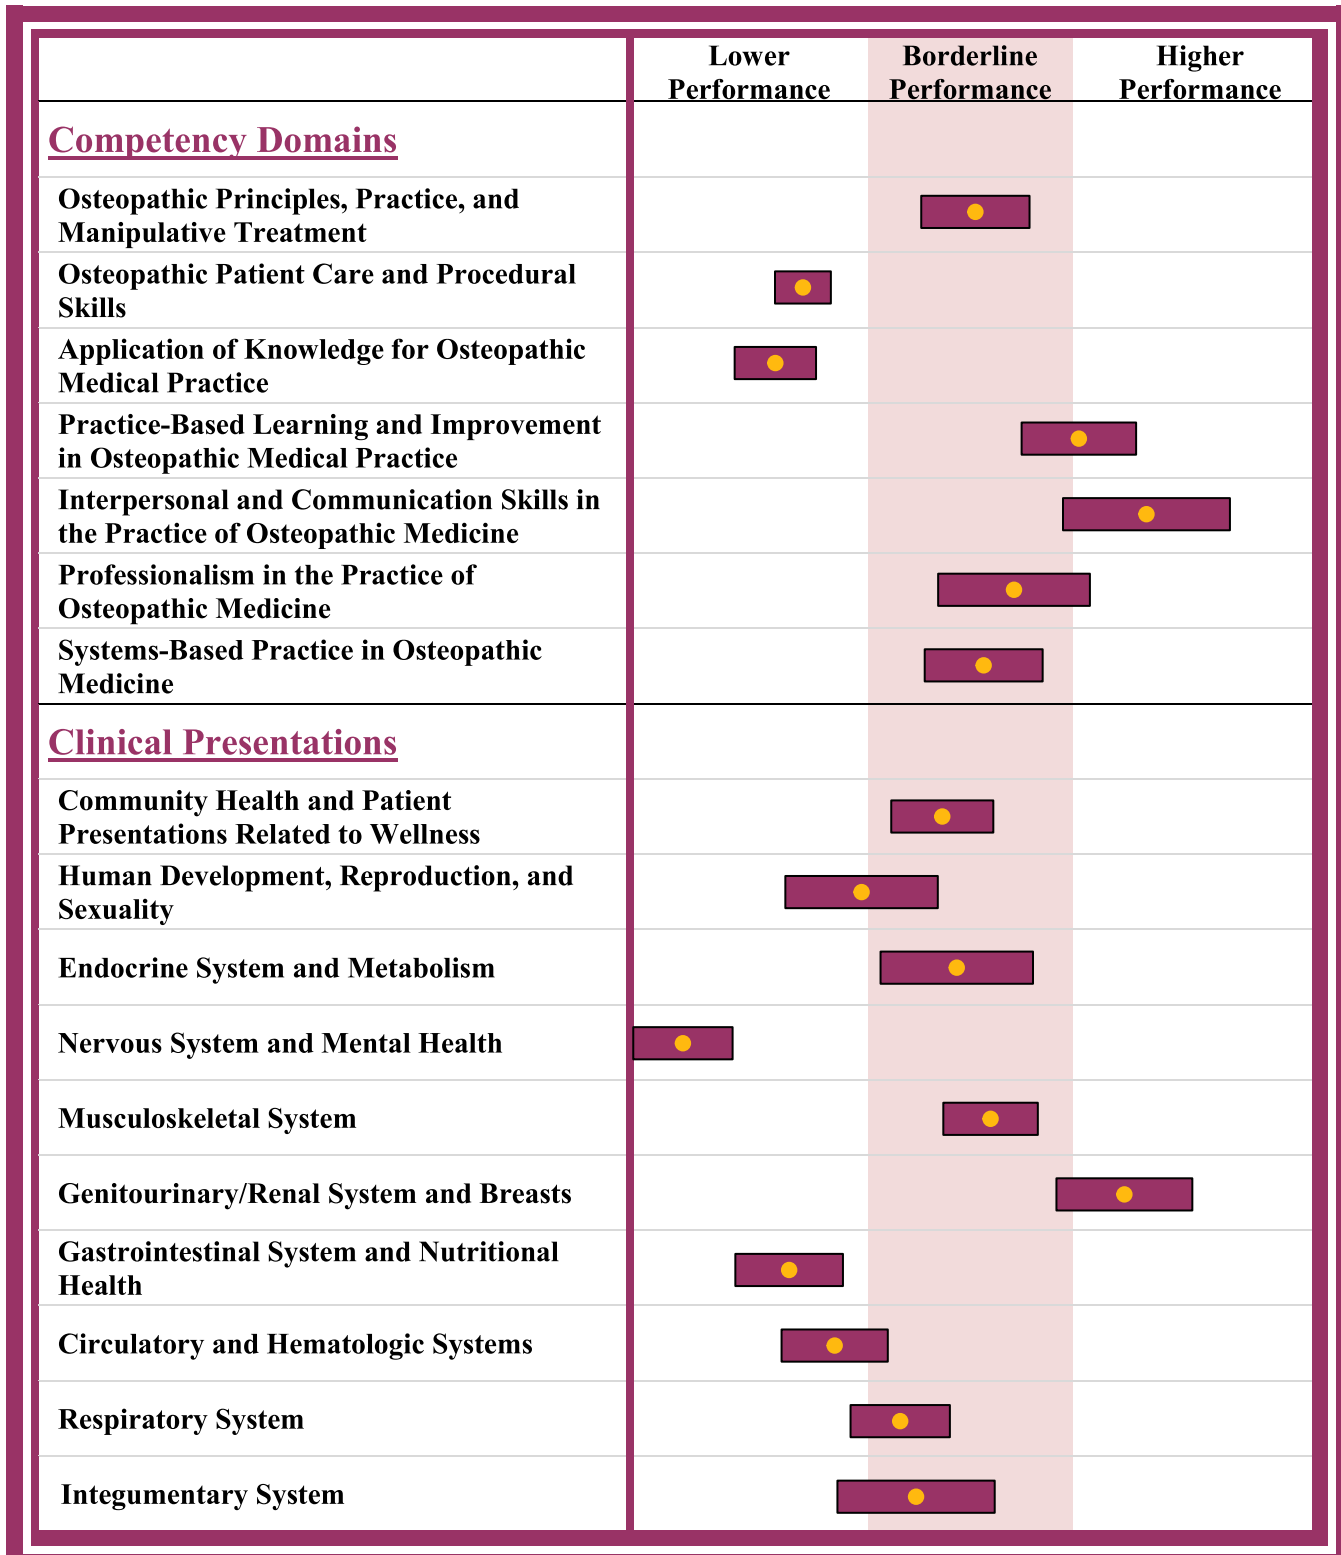 Lower
Performance
Borderline
Performance
Higher
Performance
Competency Domains
Osteopathic Principles, Practice, and
Manipulative Treatment
Osteopathic Patient Care and Procedural
Skills
Application of Knowledge for Osteopathic
Medical Practice
Practice-Based Learning and Improvement
in Osteopathic Medical Practice
Interpersonal and Communication Skills in
the Practice of Osteopathic Medicine
Professionalism in the Practice of
Osteopathic Medicine
Systems-Based Practice in Osteopathic
Medicine
Clinical Presentations
Community Health and Patient
Presentations Related to Wellness
Human Development, Reproduction, and
Sexuality
Endocrine System and Metabolism
Nervous System and Mental Health
Musculoskeletal System
Genitourinary/Renal System and Breasts
Gastrointestinal System and Nutritional
Health
Circulatory and Hematologic Systems
Respiratory System
Integumentary System